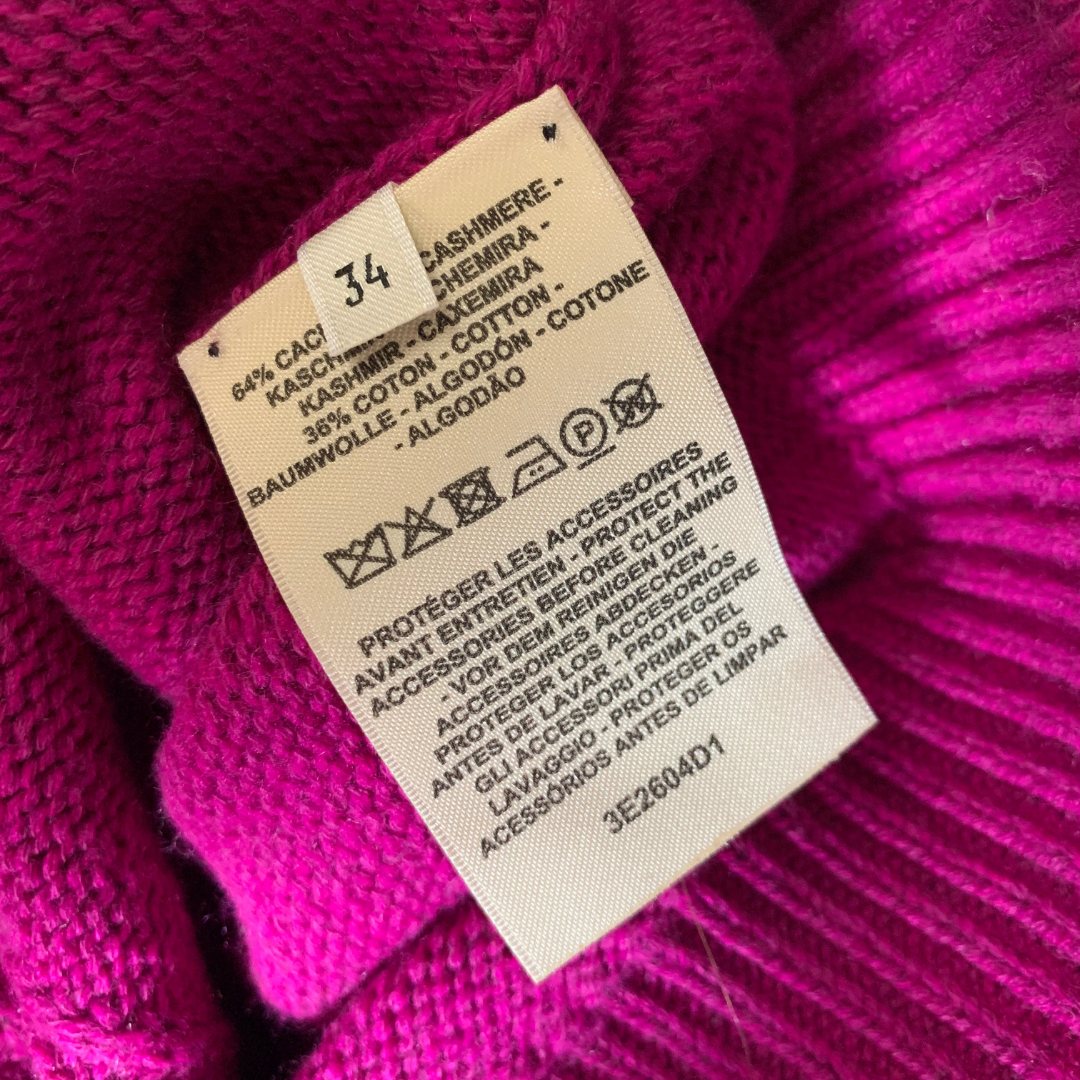 34
64% CACH CASHMERE -
KASCHM CHEMIRA -
KASHMIR - CAXEMIRA
36% COTON - COTTON -
BAUMWOLLE - ALGODÓN - COTONE
- ALGODÃO
P
W
PROTÉGER LES ACCESSOIRES
AVANT ENTRETIEN - PROTECT THE
ACCESSORIES BEFORE CLEANING
- VOR DEM REINIGEN DIE
ACCESSOIRES ABDECKEN -
PROTEGER LOS ACCESORIOS
ANTES DE LAVAR - PROTEGGERE
GLI ACCESSORI PRIMA DEL
LAVAGGIO - PROTEGER OS
ACESSÓRIOS ANTES DE LIMPAR
3E2604D1